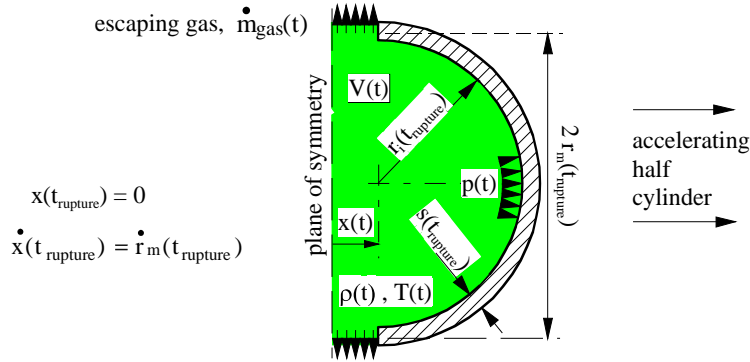 escaping gas, ṁgas(t)
plane of symmetry
V(t)
ri(trupture)
2 rm(trupture)
accelerating
half
cylinder
p(t)
x(trupture) = 0
x(t)
s(trupture)
ẋ(t rupture) = ṙm(trupture)
ρ(t) , T(t)